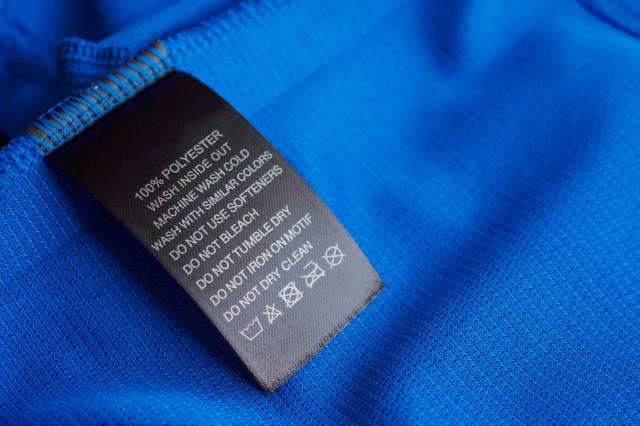 100% POLYESTER
WASH INSIDE OUT
MACHINE WASH COLD
WASH WITH SIMILAR COLORS
DO NOT USE SOFTENERS
DO NOT BLEACH
DO NOT TUMBLE DRY
DO NOT IRON ON MOTIF
DO NOT DRY CLEAN